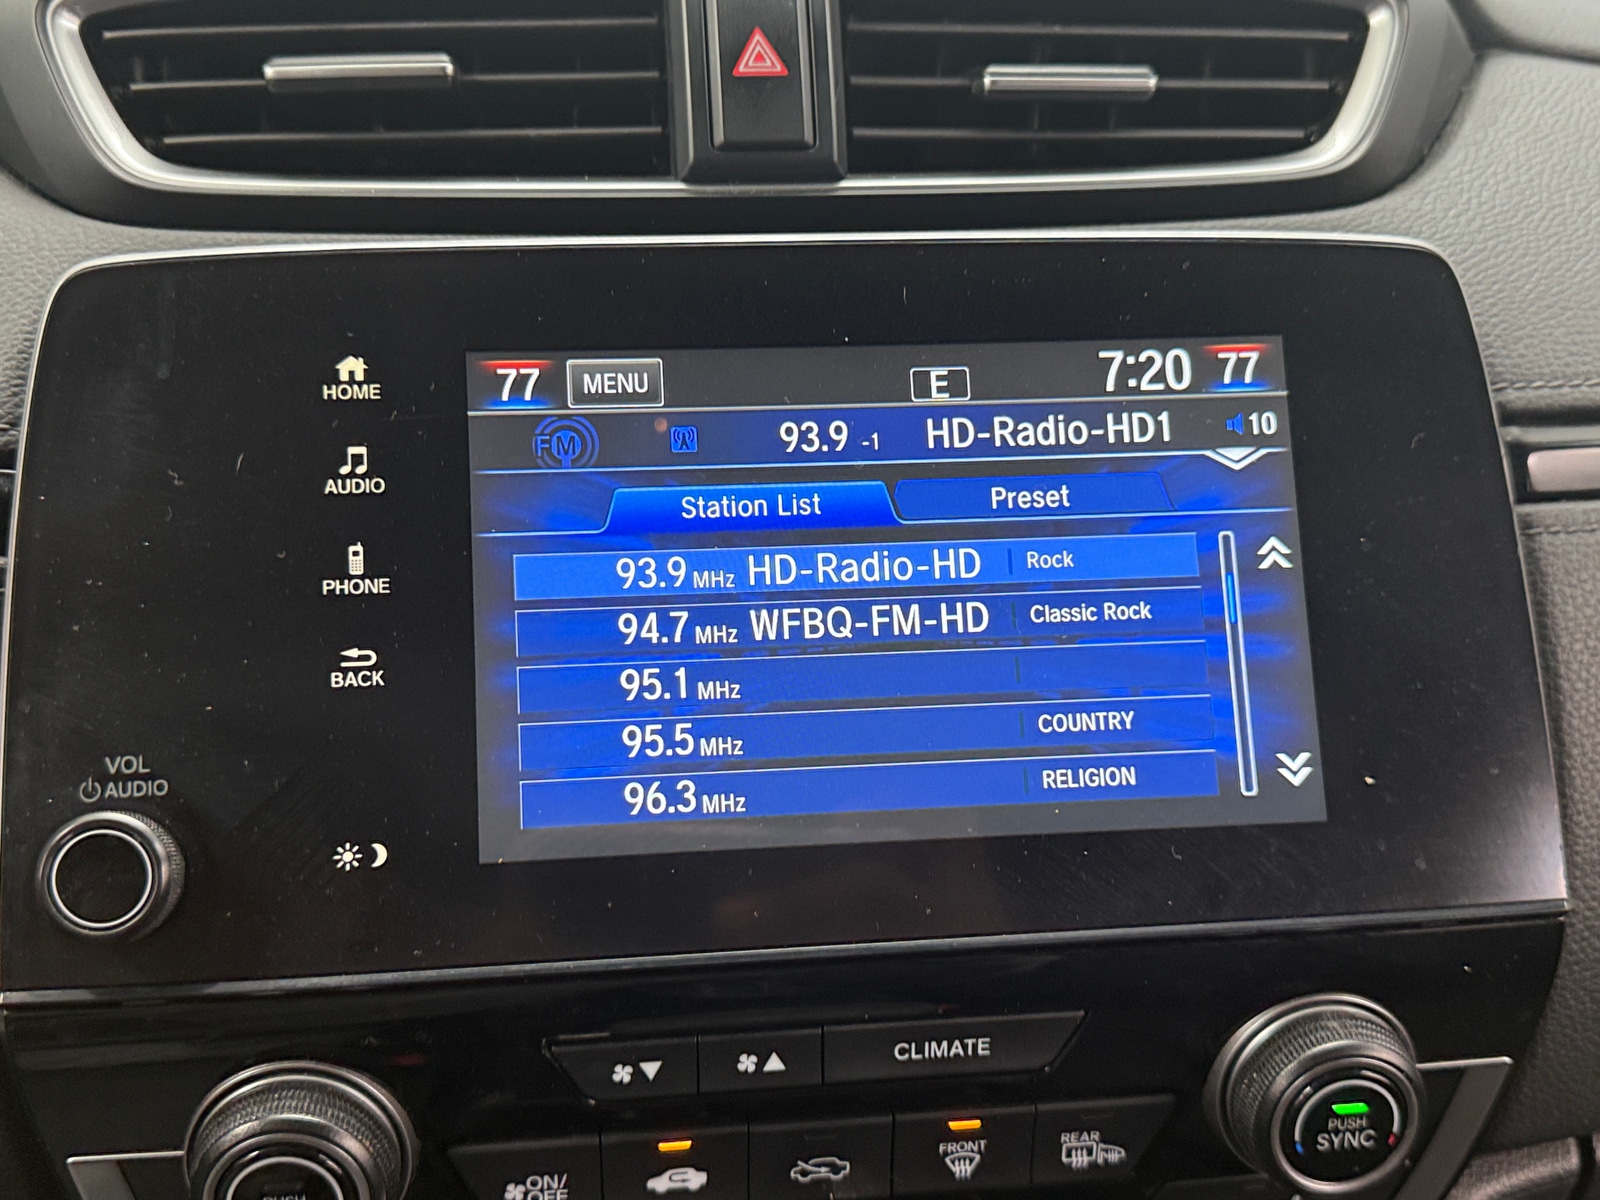 HOME
AUDIO
PHONE
BACK
VOL
AUDIO
77 MENU E 7:20 77
FM 93.9 -1 HD-Radio-HD1 10
Station List Preset
93.9 MHz HD-Radio-HD Rock
94.7 MHz WFBQ-FM-HD Classic Rock
95.1 MHz
95.5 MHz COUNTRY
96.3 MHz RELIGION
CLIMATE
ON/
OFF
FRONT
REAR
PUSH
SYNC
PUSH